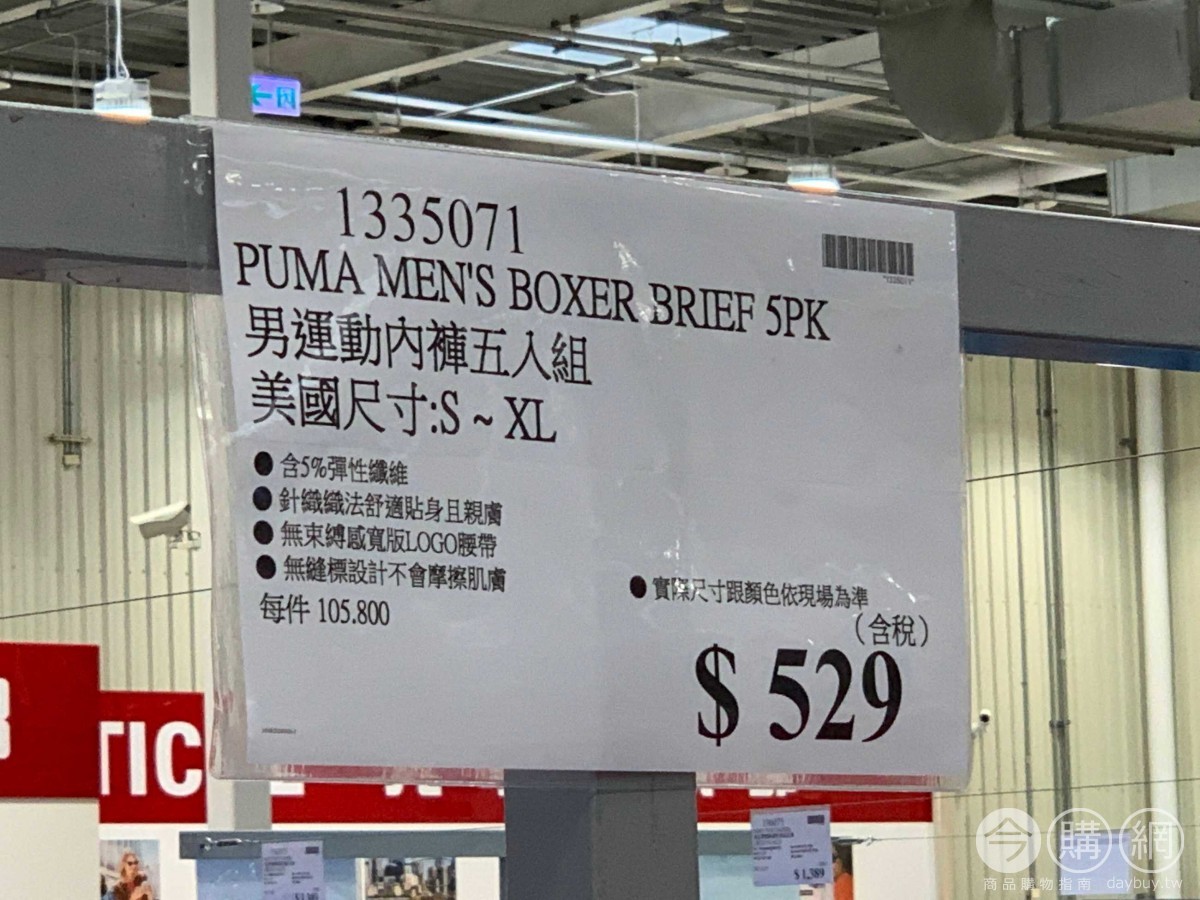 1335071
PUMA MEN'S BOXER BRIEF 5PK
男運動內褲五入組
美國尺寸:S ~ XL
● 含5%彈性纖維
● 針織織法舒適貼身且親膚
● 無束縛感寬版LOGO腰帶
● 無縫標設計不會摩擦肌膚
每件 105.800
● 實際尺寸跟顏色依現場為準
(含稅)
$ 529
TIC
$1,389
今購網
商品購物指南 daybuy.tw